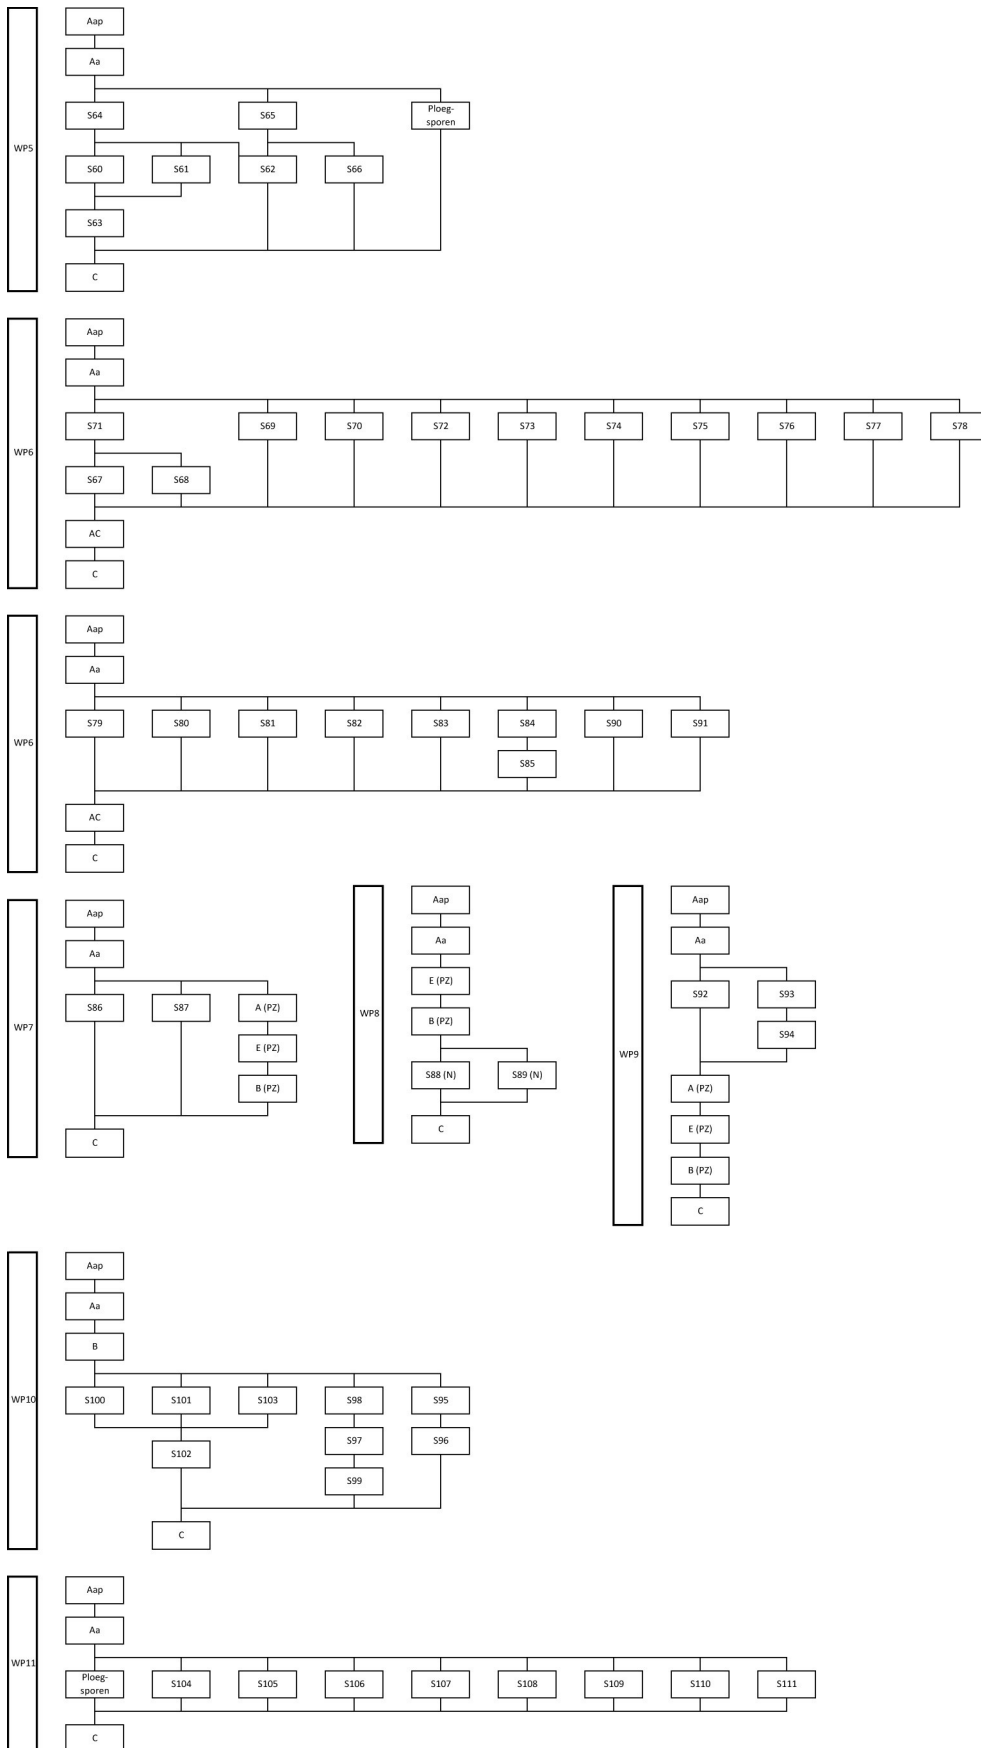 WP5
Aap
Aa
S64
S65
Ploeg-
sporen
S60
S61
S62
S66
S63
C
WP6
Aap
Aa
S71
S69
S70
S72
S73
S74
S75
S76
S77
S78
S67
S68
AC
C
WP6
Aap
Aa
S79
S80
S81
S82
S83
S84
S90
S91
S85
AC
C
WP7
Aap
Aa
S86
S87
A (PZ)
E (PZ)
B (PZ)
C
WP8
Aap
Aa
E (PZ)
B (PZ)
S88 (N)
S89 (N)
C
WP9
Aap
Aa
S92
S93
S94
A (PZ)
E (PZ)
B (PZ)
C
WP10
Aap
Aa
B
S100
S101
S103
S98
S95
S102
S97
S96
S99
C
WP11
Aap
Aa
Ploeg-
sporen
S104
S105
S106
S107
S108
S109
S110
S111
C